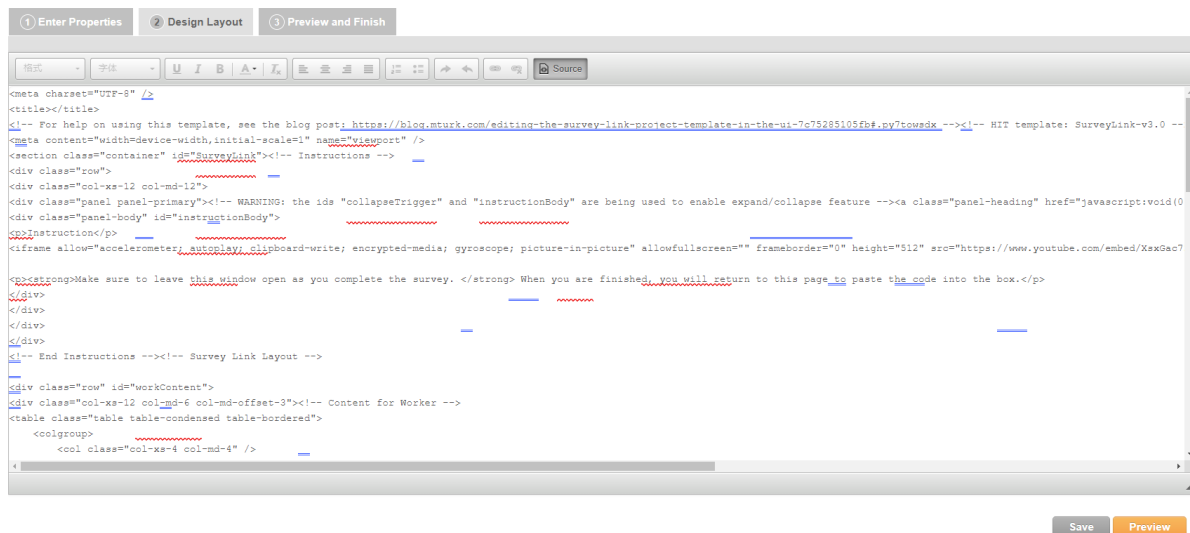 1 Enter Properties 2 Design Layout 3 Preview and Finish
格式 字体 U I B A Tx Source
<meta charset="UTF-8" />
<title></title>
<!-- For help on using this template, see the blog post: https://blog.mturk.com/editing-the-survey-link-project-template-in-the-ui-7c75285105fb#.py7towsdx --><!-- HIT template: SurveyLink-v3.0 --
<meta content="width=device-width,initial-scale=1" name="viewport" />
<section class="container" id="SurveyLink"><!-- Instructions -->
<div class="row">
<div class="col-xs-12 col-md-12">
<div class="panel panel-primary"><!-- WARNING: the ids "collapseTrigger" and "instructionBody" are being used to enable expand/collapse feature --><a class="panel-heading" href="javascript:void(0
<div class="panel-body" id="instructionBody">
<p>Instruction</p>
<iframe allow="accelerometer; autoplay; clipboard-write; encrypted-media; gyroscope; picture-in-picture" allowfullscreen="" frameborder="0" height="512" src="https://www.youtube.com/embed/XsxGac7
<p><strong>Make sure to leave this window open as you complete the survey. </strong> When you are finished, you will return to this page to paste the code into the box.</p>
</div>
</div>
</div>
</div>
<!-- End Instructions --><!-- Survey Link Layout -->
<div class="row" id="workContent">
<div class="col-xs-12 col-md-6 col-md-offset-3"><!-- Content for Worker -->
<table class="table table-condensed table-bordered">
<colgroup>
<col class="col-xs-4 col-md-4" />
Save Preview